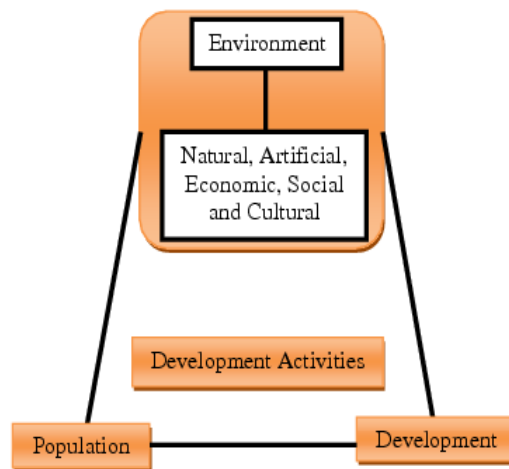 Environment
Natural, Artificial,
Economic, Social
and Cultural
Development Activities
Population
Development